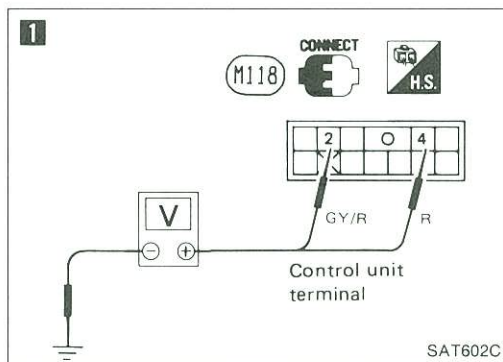 1
CONNECT
M118
H.S.
2 4
V
GY/R R
Control unit
terminal
SAT602C